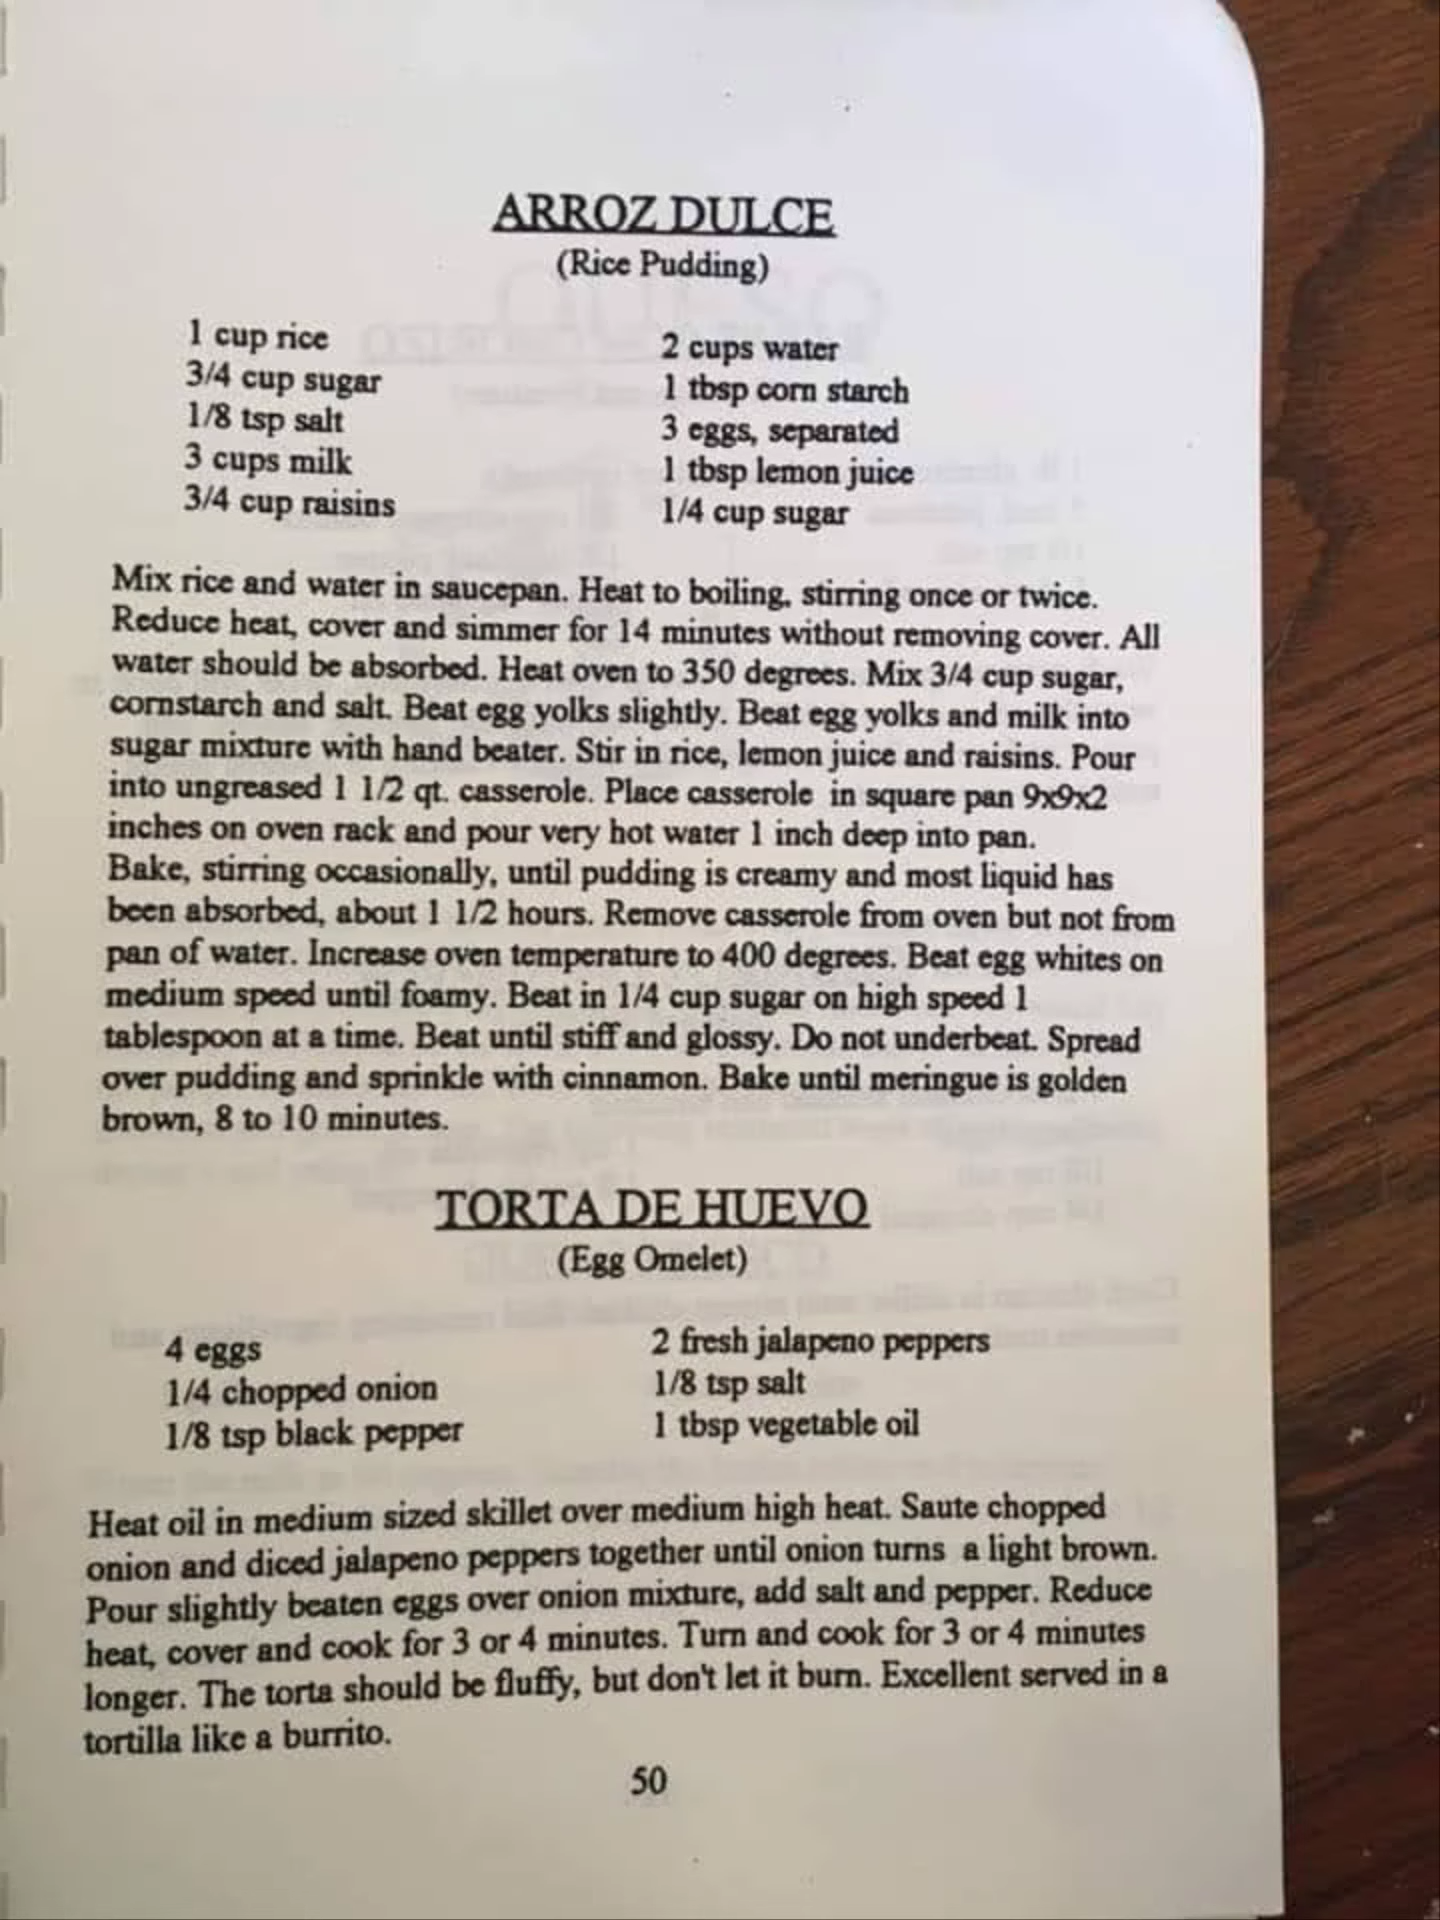 ARROZ DULCE
(Rice Pudding)
1 cup rice
3/4 cup sugar
1/8 tsp salt
3 cups milk
3/4 cup raisins
2 cups water
1 tbsp corn starch
3 eggs, separated
1 tbsp lemon juice
1/4 cup sugar
Mix rice and water in saucepan. Heat to boiling, stirring once or twice.
Reduce heat, cover and simmer for 14 minutes without removing cover. All
water should be absorbed. Heat oven to 350 degrees. Mix 3/4 cup sugar,
cornstarch and salt. Beat egg yolks slightly. Beat egg yolks and milk into
sugar mixture with hand beater. Stir in rice, lemon juice and raisins. Pour
into ungreased 1 1/2 qt. casserole. Place casserole in square pan 9x9x2
inches on oven rack and pour very hot water 1 inch deep into pan.
Bake, stirring occasionally, until pudding is creamy and most liquid has
been absorbed, about 1 1/2 hours. Remove casserole from oven but not from
pan of water. Increase oven temperature to 400 degrees. Beat egg whites on
medium speed until foamy. Beat in 1/4 cup sugar on high speed 1
tablespoon at a time. Beat until stiff and glossy. Do not underbeat. Spread
over pudding and sprinkle with cinnamon. Bake until meringue is golden
brown, 8 to 10 minutes.
TORTA DE HUEVO
(Egg Omelet)
4 eggs
1/4 chopped onion
1/8 tsp black pepper
2 fresh jalapeno peppers
1/8 tsp salt
1 tbsp vegetable oil
Heat oil in medium sized skillet over medium high heat. Saute chopped
onion and diced jalapeno peppers together until onion turns a light brown.
Pour slightly beaten eggs over onion mixture, add salt and pepper. Reduce
heat, cover and cook for 3 or 4 minutes. Turn and cook for 3 or 4 minutes
longer. The torta should be fluffy, but don't let it burn. Excellent served in a
tortilla like a burrito.
50